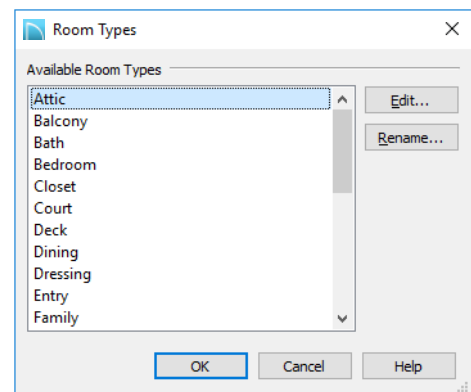 Room Types
Available Room Types
Attic
Balcony
Bath
Bedroom
Closet
Court
Deck
Dining
Dressing
Entry
Family
Edit...
Rename...
OK
Cancel
Help